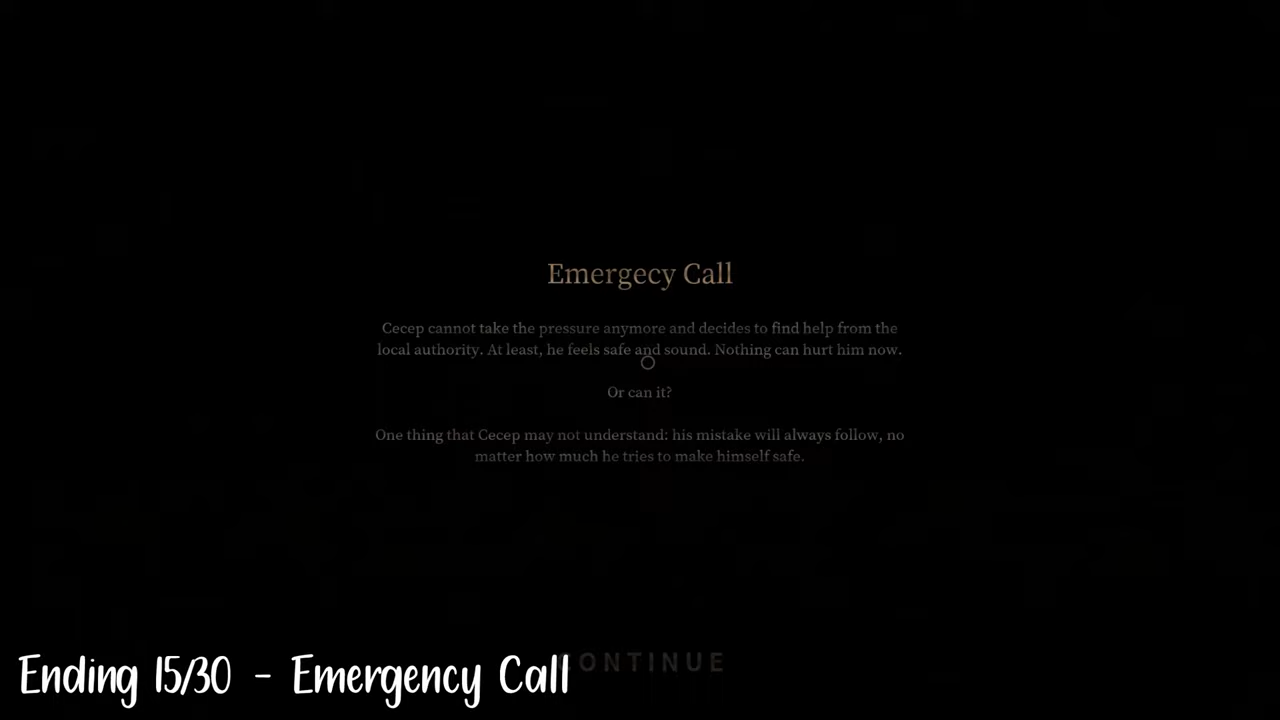 Emergecy Call
Cecep cannot take the pressure anymore and decides to find help from the
local authority. At least, he feels safe and sound. Nothing can hurt him now.
Or can it?
One thing that Cecep may not understand: his mistake will always follow, no
matter how much he tries to make himself safe.
CONTINUE
Ending 15/30 - Emergency Call